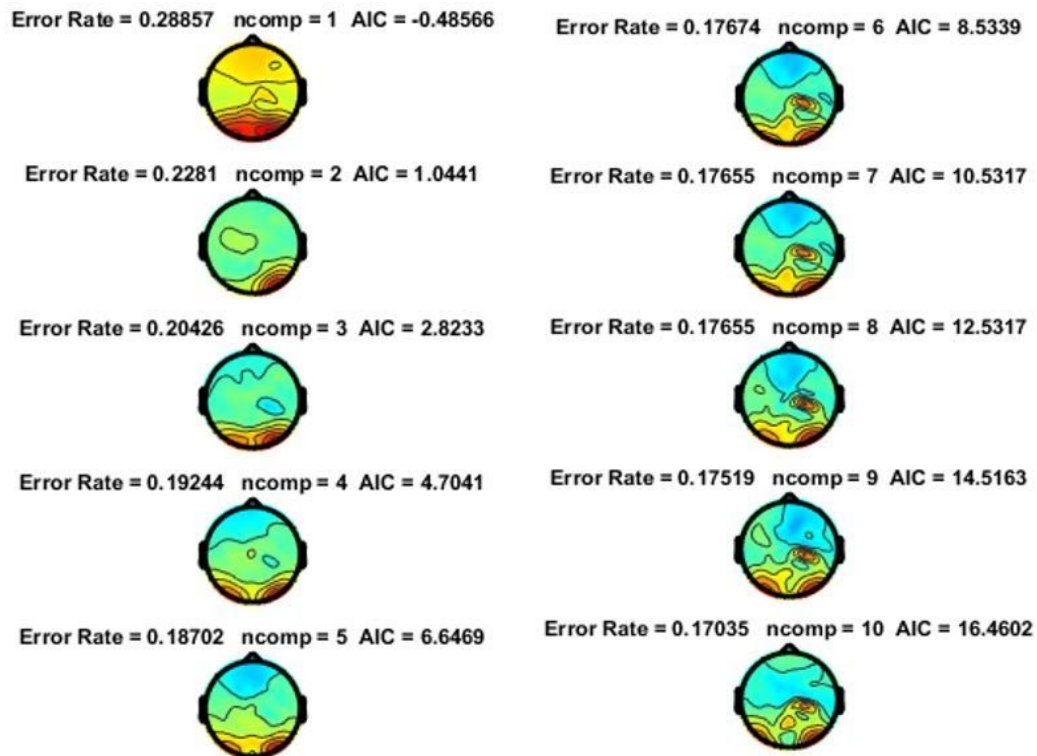 Error Rate = 0.28857 ncomp = 1 AIC = -0.48566
Error Rate = 0.2281 ncomp = 2 AIC = 1.0441
Error Rate = 0.20426 ncomp = 3 AIC = 2.8233
Error Rate = 0.19244 ncomp = 4 AIC = 4.7041
Error Rate = 0.18702 ncomp = 5 AIC = 6.6469
Error Rate = 0.17674 ncomp = 6 AIC = 8.5339
Error Rate = 0.17655 ncomp = 7 AIC = 10.5317
Error Rate = 0.17655 ncomp = 8 AIC = 12.5317
Error Rate = 0.17519 ncomp = 9 AIC = 14.5163
Error Rate = 0.17035 ncomp = 10 AIC = 16.4602